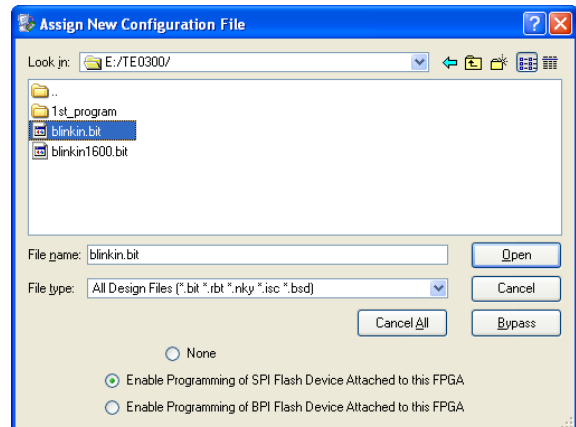 Assign New Configuration File
Look in: E:/TE0300/
..
1st_program
blinkin.bit
blinkin1600.bit
File name: blinkin.bit Open
File type: All Design Files (*.bit *.rbt *.nky *.isc *.bsd) Cancel
Cancel All Bypass
None
Enable Programming of SPI Flash Device Attached to this FPGA
Enable Programming of BPI Flash Device Attached to this FPGA